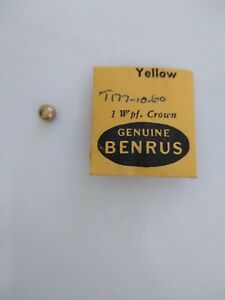 Yellow
T177-10-60
1 Wpf. Crown
GENUINE
BENRUS